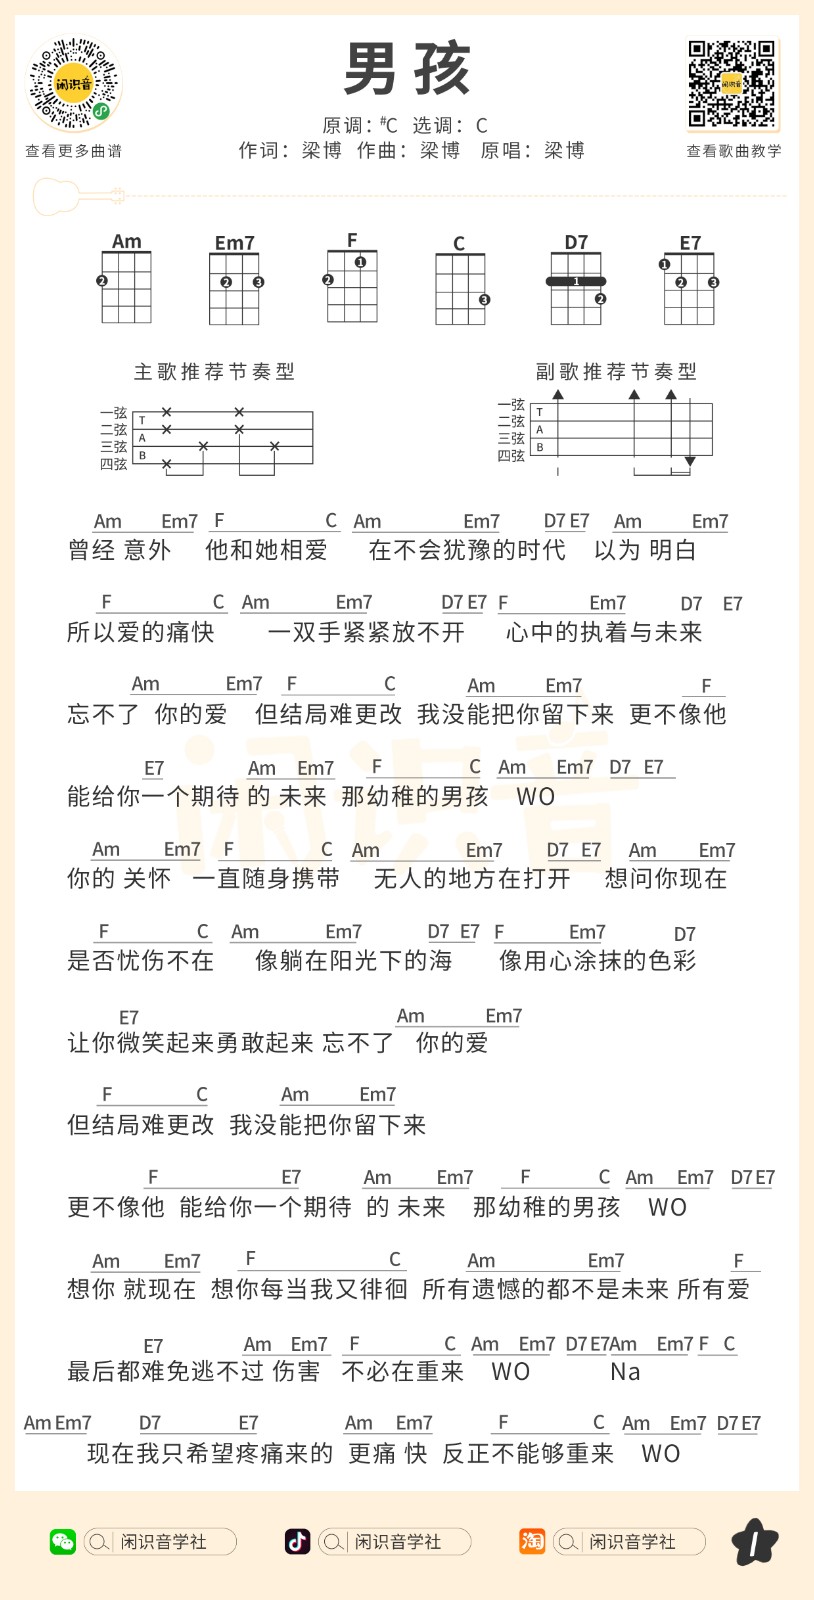 闲识音
男孩
闲识音
原调：#C 选调：C
作词：梁博 作曲：梁博 原唱：梁博
查看更多曲谱
查看歌曲教学
Am Em7 F C D7 E7
2
2 3
1 2
3
1 2
1 2 3
主歌推荐节奏型 副歌推荐节奏型
一弦 T
二弦 A
三弦 B
四弦
一弦 T
二弦 A
三弦 B
四弦
Am Em7 F C Am Em7 D7 E7 Am Em7
曾经 意外 他和她相爱 在不会犹豫的时代 以为 明白
F C Am Em7 D7 E7 F Em7 D7 E7
所以爱的痛快 一双手紧紧放不开 心中的执着与未来
Am Em7 F C Am Em7 F
忘不了 你的爱 但结局难更改 我没能把你留下来 更不像他
E7 Am Em7 F C Am Em7 D7 E7
能给你一个期待 的 未来 那幼稚的男孩 WO
闲识音
Am Em7 F C Am Em7 D7 E7 Am Em7
你的 关怀 一直随身携带 无人的地方在打开 想问你现在
F C Am Em7 D7 E7 F Em7 D7
是否忧伤不在 像躺在阳光下的海 像用心涂抹的色彩
E7 Am Em7
让你微笑起来勇敢起来 忘不了 你的爱
F C Am Em7
但结局难更改 我没能把你留下来
F E7 Am Em7 F C Am Em7 D7 E7
更不像他 能给你一个期待 的 未来 那幼稚的男孩 WO
Am Em7 F C Am Em7 F
想你 就现在 想你每当我又徘徊 所有遗憾的都不是未来 所有爱
E7 Am Em7 F C Am Em7 D7 E7 Am Em7 F C
最后都难免逃不过 伤害 不必在重来 WO Na
Am Em7 D7 E7 Am Em7 F C Am Em7 D7 E7
现在我只希望疼痛来的 更痛 快 反正不能够重来 WO
闲识音学社 闲识音学社 淘 闲识音学社 1